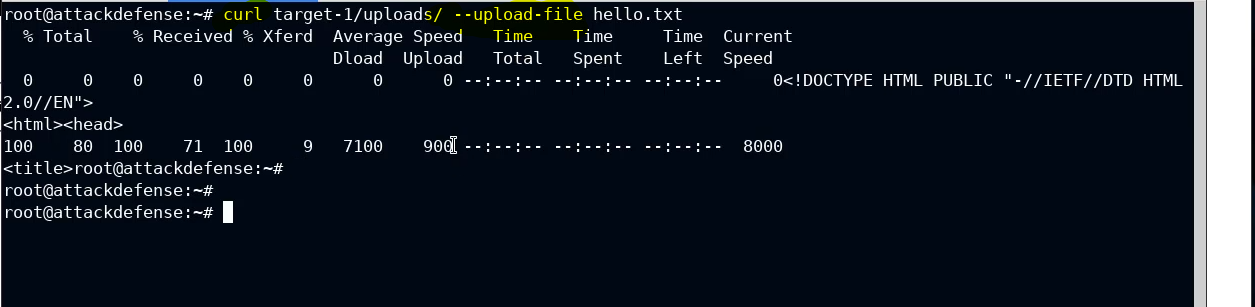 root@attackdefense:~# curl target-1/uploads/ --upload-file hello.txt
  % Total    % Received % Xferd  Average Speed   Time    Time     Time  Current
                                 Dload  Upload   Total   Spent    Left  Speed
  0     0    0     0    0     0      0      0 --:--:-- --:--:-- --:--:--     0<!DOCTYPE HTML PUBLIC "-//IETF//DTD HTML
2.0//EN">
<html><head>
100    80  100    71  100     9   7100    900 --:--:-- --:--:-- --:--:--  8000
<title>root@attackdefense:~#
root@attackdefense:~#
root@attackdefense:~#